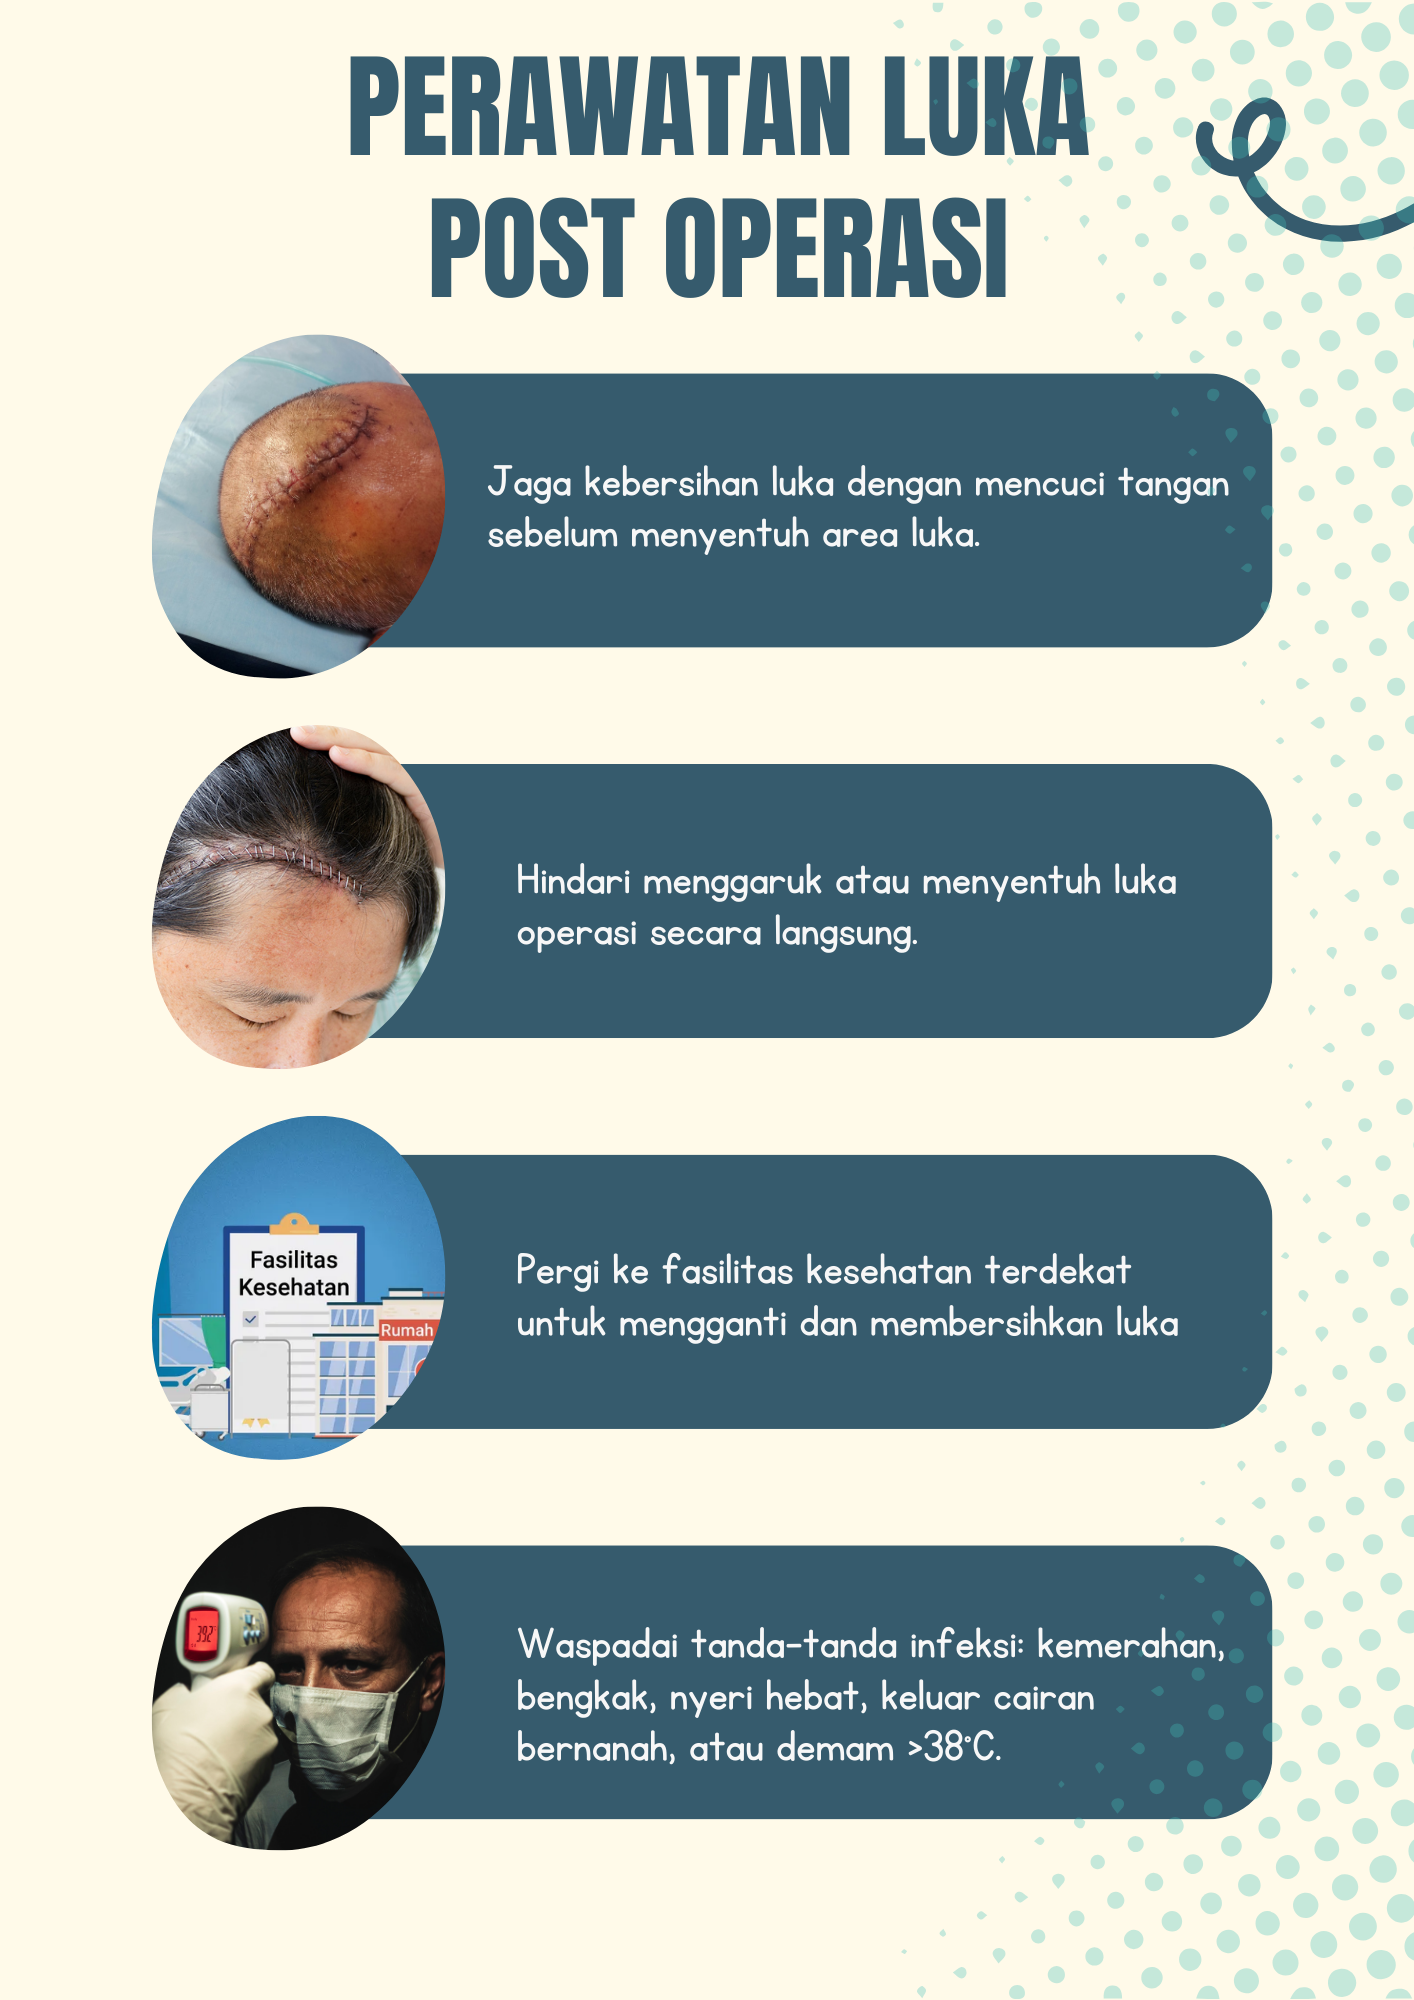 PERAWATAN LUKA
POST OPERASI
Jaga kebersihan luka dengan mencuci tangan
sebelum menyentuh area luka.
Hindari menggaruk atau menyentuh luka
operasi secara langsung.
Fasilitas
Kesehatan
Rumah
Pergi ke fasilitas kesehatan terdekat
untuk mengganti dan membersihkan luka
39.2
Waspadai tanda-tanda infeksi: kemerahan,
bengkak, nyeri hebat, keluar cairan
bernanah, atau demam >38°C.